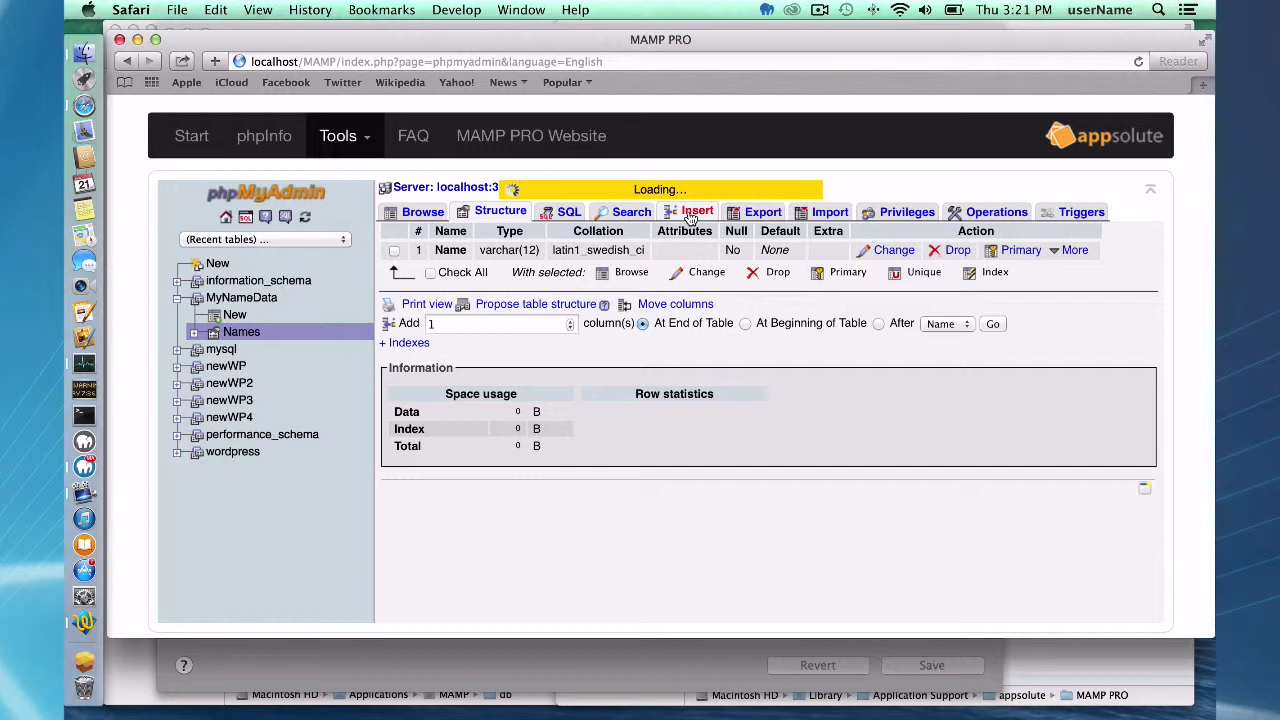 Safari File Edit View History Bookmarks Develop Window Help Thu 3:21 PM userName
MAMP PRO
localhost/MAMP/index.php?page=phpmyadmin&language=English Reader
Apple iCloud Facebook Twitter Wikipedia Yahoo! News Popular
Start phpInfo Tools FAQ MAMP PRO Website appsolute
phpMyAdmin
Server: localhost:3 Loading...
Browse Structure SQL Search Insert Export Import Privileges Operations Triggers
# Name Type Collation Attributes Null Default Extra Action
1 Name varchar(12) latin1_swedish_ci No None Change Drop Primary More
Check All With selected: Browse Change Drop Primary Unique Index
Print view Propose table structure Move columns
Add 1 column(s) At End of Table At Beginning of Table After Name Go
+ Indexes
Information
Space usage Row statistics
Data 0 B
Index 0 B
Total 0 B
(Recent tables) ...
New
information_schema
MyNameData
New
Names
mysql
newWP
newWP2
newWP3
newWP4
performance_schema
wordpress
? Revert Save
Macintosh HD Applications MAMP db
Macintosh HD Library Application Support appsolute MAMP PRO